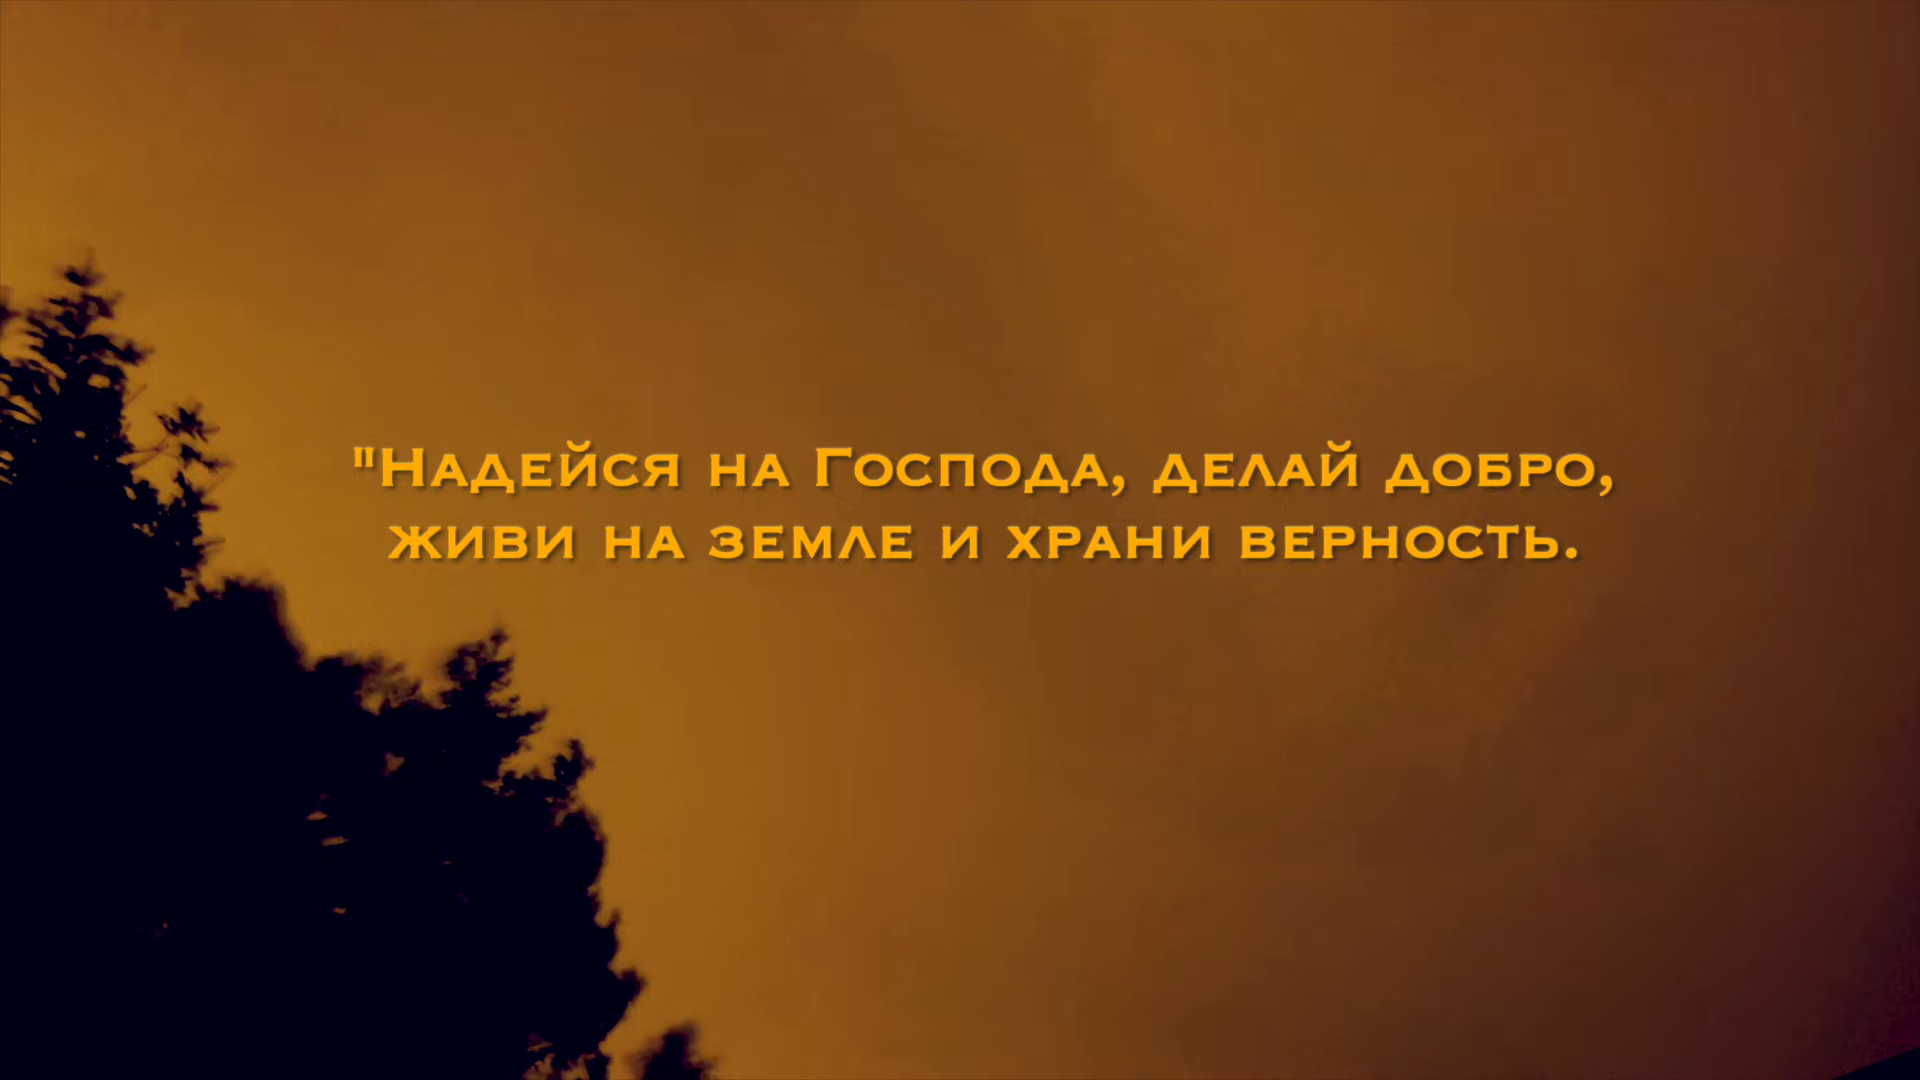 "Надейся на Господа, делай добро,
живи на земле и храни верность.